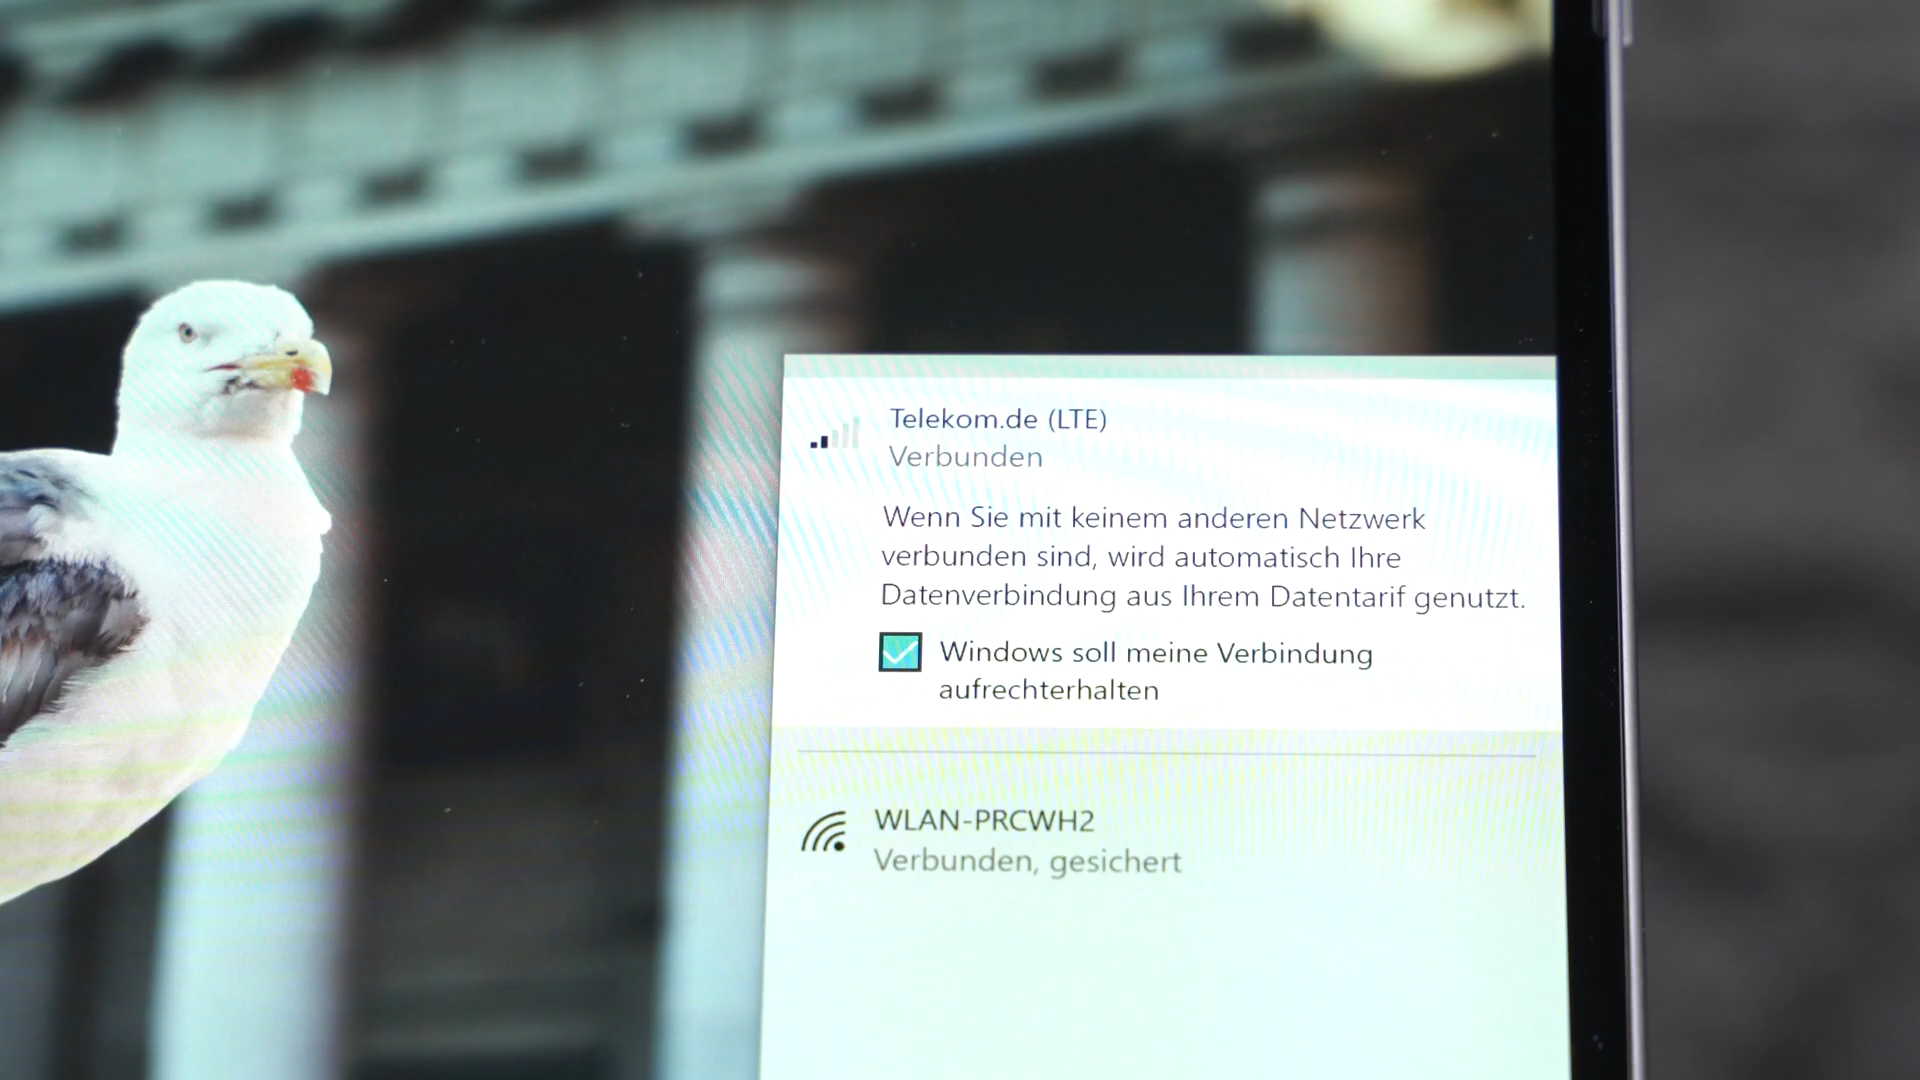 Telekom.de (LTE)
Verbunden
Wenn Sie mit keinem anderen Netzwerk
verbunden sind, wird automatisch Ihre
Datenverbindung aus Ihrem Datentarif genutzt.
Windows soll meine Verbindung
aufrechterhalten
WLAN-PRCWH2
Verbunden, gesichert